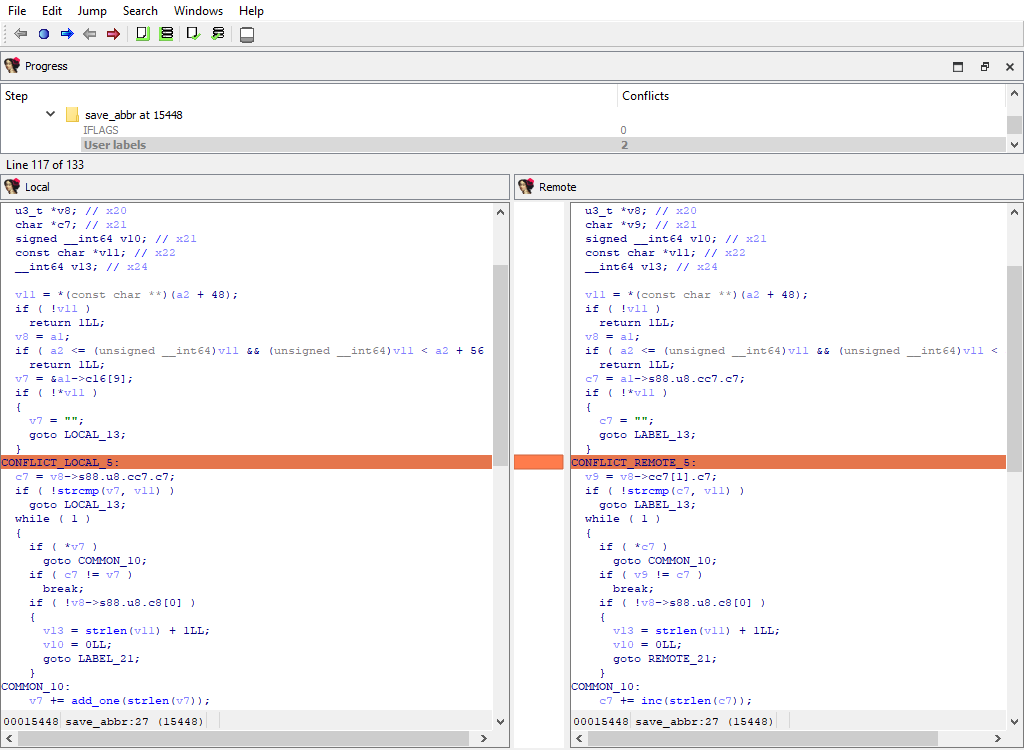 File Edit Jump Search Windows Help
Progress
Step Conflicts
save_abbr at 15448
IFLAGS 0
User labels 2
Line 117 of 133
Local
u3_t *v8; // x20
char *c7; // x21
signed __int64 v10; // x21
const char *v11; // x22
__int64 v13; // x24
v11 = *(const char **)(a2 + 48);
if ( !v11 )
return 1LL;
v8 = a1;
if ( a2 <= (unsigned __int64)v11 && (unsigned __int64)v11 < a2 + 56
return 1LL;
v7 = &a1->c16[9];
if ( !*v11 )
{
v7 = "";
goto LOCAL_13;
}
CONFLICT_LOCAL_5:
c7 = v8->s88.u8.cc7.c7;
if ( !strcmp(v7, v11) )
goto LOCAL_13;
while ( 1 )
{
if ( *v7 )
goto COMMON_10;
if ( c7 != v7 )
break;
if ( !v8->s88.u8.c8[0] )
{
v13 = strlen(v11) + 1LL;
v10 = 0LL;
goto LABEL_21;
}
COMMON_10:
v7 += add_one(strlen(v7));
00015448 save_abbr:27 (15448)
Remote
u3_t *v8; // x20
char *v9; // x21
signed __int64 v10; // x21
const char *v11; // x22
__int64 v13; // x24
v11 = *(const char **)(a2 + 48);
if ( !v11 )
return 1LL;
v8 = a1;
if ( a2 <= (unsigned __int64)v11 && (unsigned __int64)v11 <
return 1LL;
c7 = a1->s88.u8.cc7.c7;
if ( !*v11 )
{
c7 = "";
goto LABEL_13;
}
CONFLICT_REMOTE_5:
v9 = v8->cc7[1].c7;
if ( !strcmp(c7, v11) )
goto LABEL_13;
while ( 1 )
{
if ( *c7 )
goto COMMON_10;
if ( v9 != c7 )
break;
if ( !v8->s88.u8.c8[0] )
{
v13 = strlen(v11) + 1LL;
v10 = 0LL;
goto REMOTE_21;
}
COMMON_10:
c7 += inc(strlen(c7));
00015448 save_abbr:27 (15448)